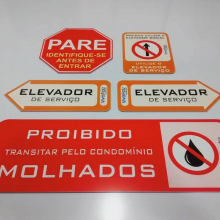 PARE
IDENTIFIQUE-SE
ANTES DE
ENTRAR
UTILIZE O
ELEVADOR
DE SERVIÇO
ELEVADOR
DE SERVIÇO
ELEVADOR
DE SERVIÇO
PROIBIDO
TRANSITAR PELO CONDOMÍNIO
MOLHADOS